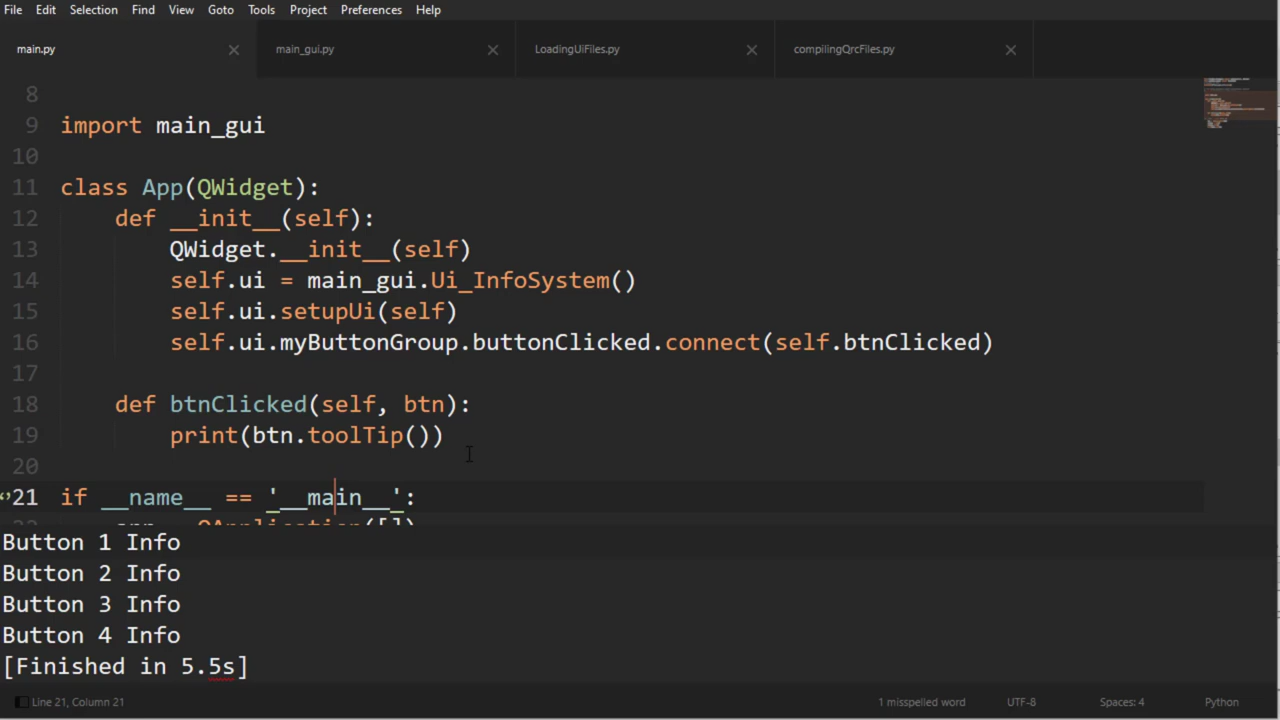 File Edit Selection Find View Goto Tools Project Preferences Help
main.py main_gui.py LoadingUiFiles.py compilingQrcFiles.py
8
9 import main_gui
10
11 class App(QWidget):
12 def __init__(self):
13 QWidget.__init__(self)
14 self.ui = main_gui.Ui_InfoSystem()
15 self.ui.setupUi(self)
16 self.ui.myButtonGroup.buttonClicked.connect(self.btnClicked)
17
18 def btnClicked(self, btn):
19 print(btn.toolTip())
20
21 if __name__ == '__main__':
22 app = QApplication([])
Button 1 Info
Button 2 Info
Button 3 Info
Button 4 Info
[Finished in 5.5s]
Line 21, Column 21 1 misspelled word UTF-8 Spaces: 4 Python